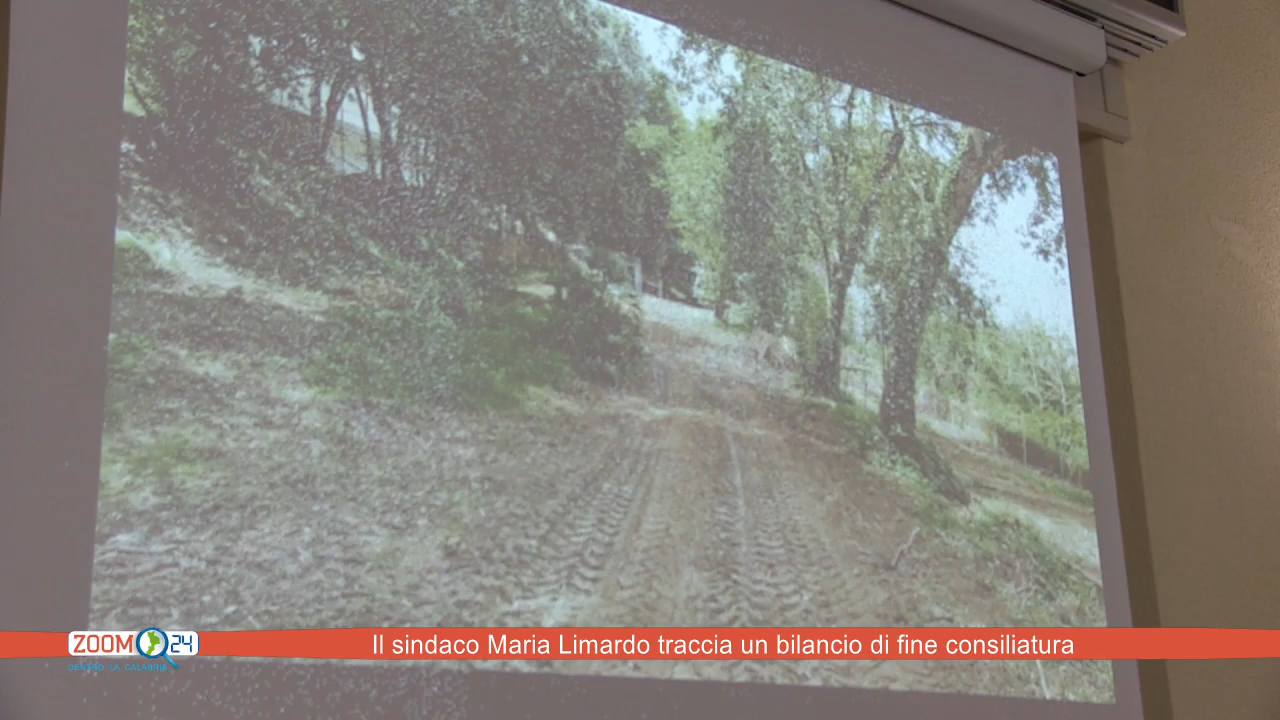 ZOOM 24
DENTRO LA CALABRIA
Il sindaco Maria Limardo traccia un bilancio di fine consiliatura